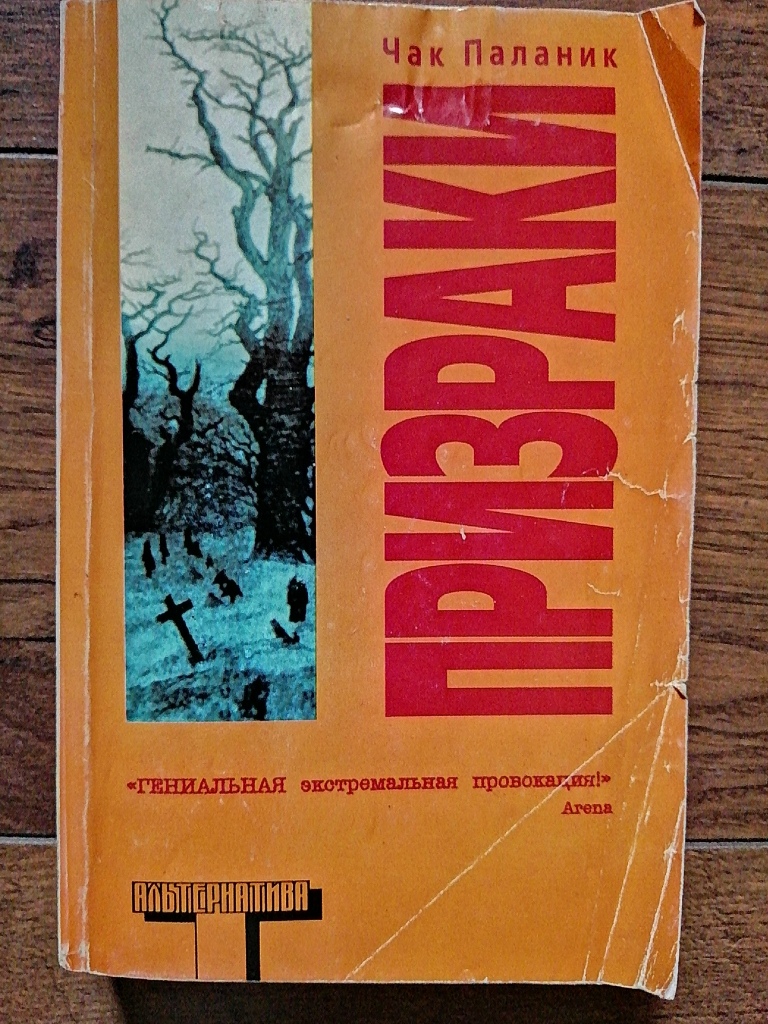 Чак Паланик
ПРИЗРАКИ
«ГЕНИАЛЬНАЯ экстремальная провокация!»
Arena
АЛЬТЕРНАТИВА